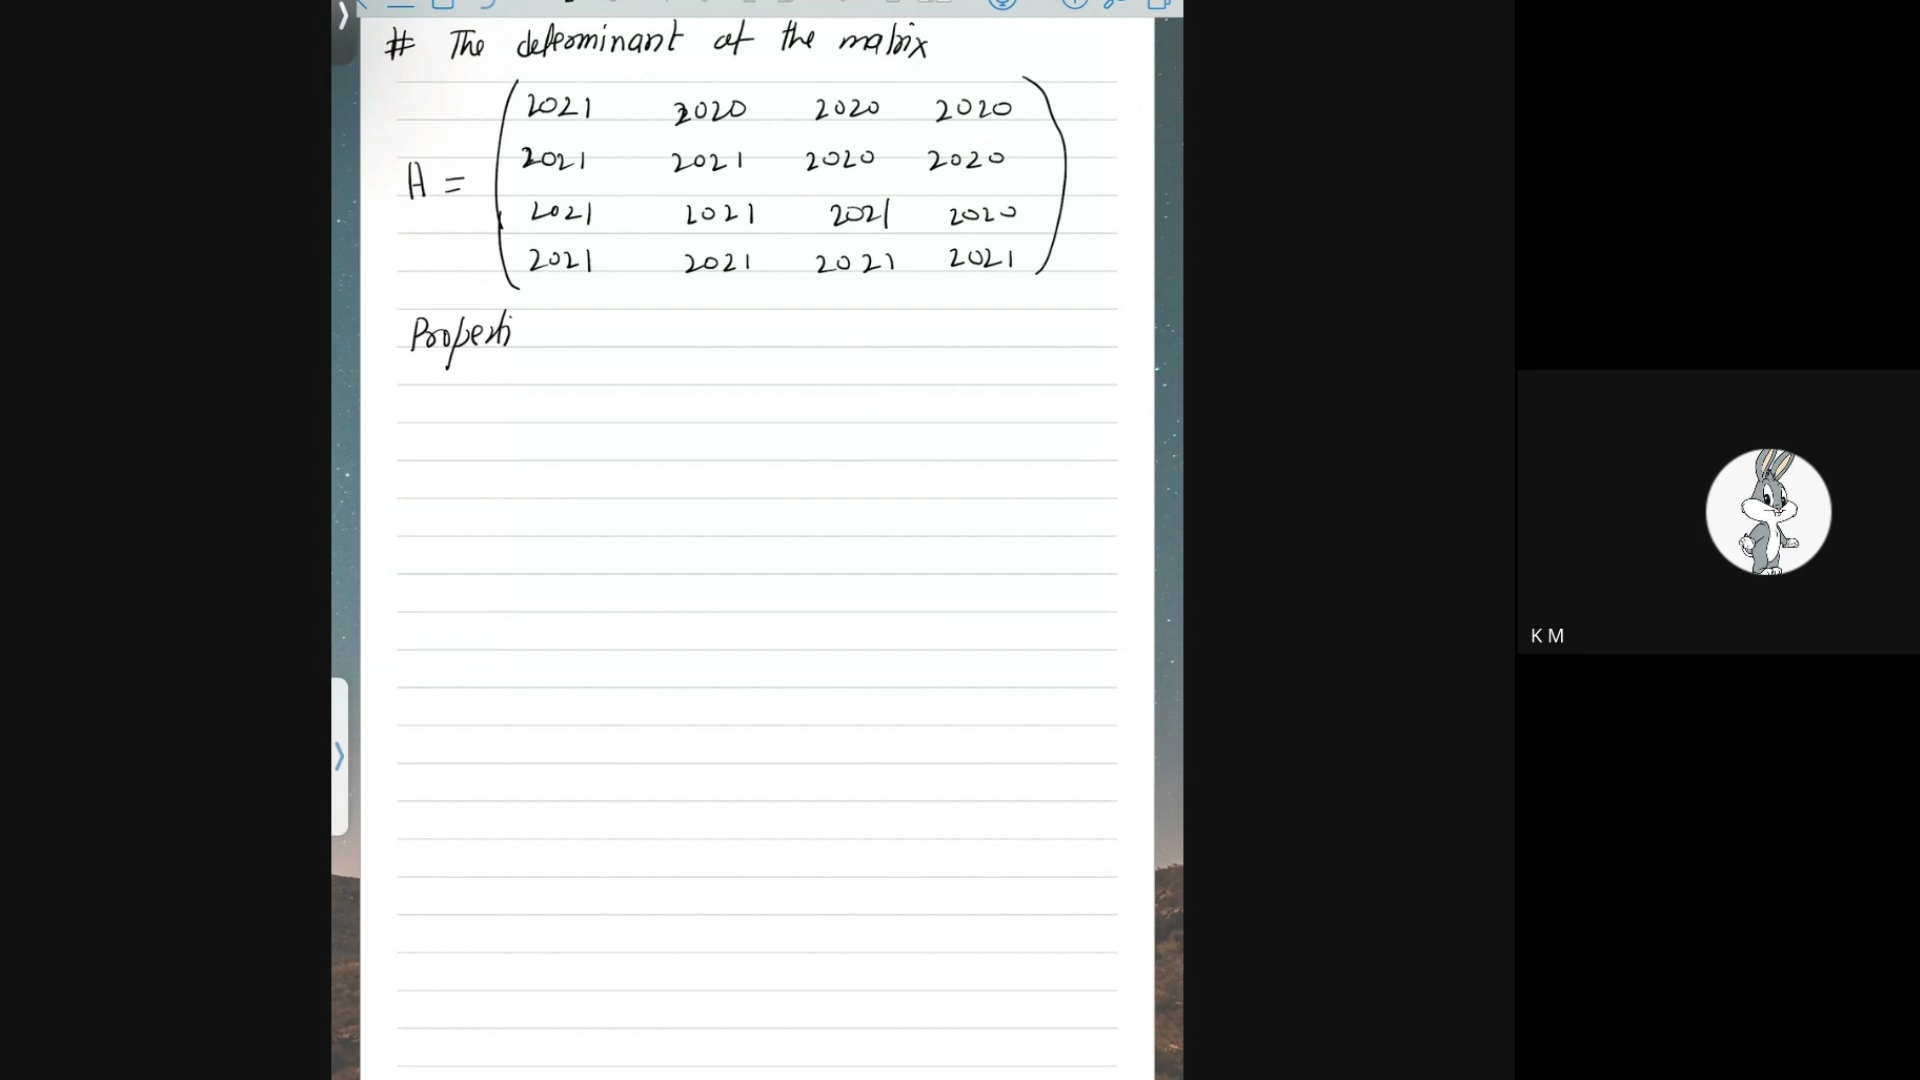 # The determinant of the matrix
A =
2021 2020 2020 2020
2021 2021 2020 2020
2021 2021 2021 2020
2021 2021 2021 2021
Properti
K M